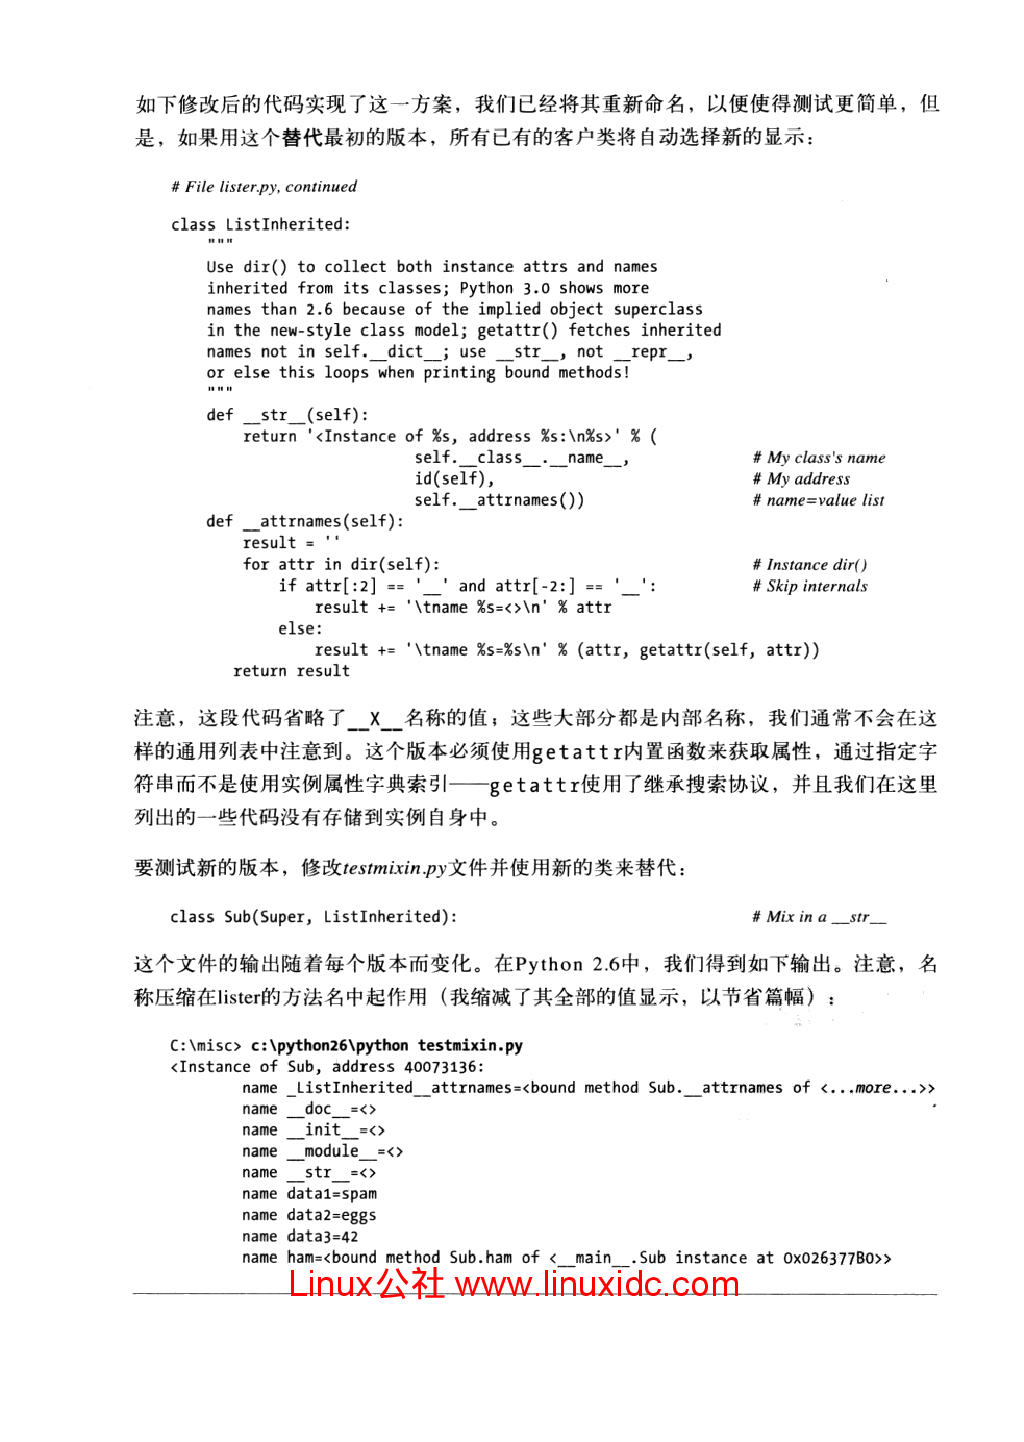 如下修改后的代码实现了这一方案，我们已经将其重新命名，以便使得测试更简单，但
是，如果用这个替代最初的版本，所有已有的客户类将自动选择新的显示：
# File lister.py, continued
class ListInherited:
"""
Use dir() to collect both instance attrs and names
inherited from its classes; Python 3.0 shows more
names than 2.6 because of the implied object superclass
in the new-style class model; getattr() fetches inherited
names not in self.__dict__; use __str__, not __repr__,
or else this loops when printing bound methods!
"""
def __str__(self):
return '<Instance of %s, address %s:\n%s>' % (
self.__class__.__name__, # My class's name
id(self), # My address
self.__attrnames()) # name=value list
def __attrnames(self):
result = ''
for attr in dir(self): # Instance dir()
if attr[:2] == '__' and attr[-2:] == '__': # Skip internals
result += '\tname %s=<>\n' % attr
else:
result += '\tname %s=%s\n' % (attr, getattr(self, attr))
return result
注意，这段代码省略了__X__名称的值；这些大部分都是内部名称，我们通常不会在这
样的通用列表中注意到。这个版本必须使用getattr内置函数来获取属性，通过指定字
符串而不是使用实例属性字典索引——getattr使用了继承搜索协议，并且我们在这里
列出的一些代码没有存储到实例自身中。
要测试新的版本，修改testmixin.py文件并使用新的类来替代：
class Sub(Super, ListInherited): # Mix in a __str__
这个文件的输出随着每个版本而变化。在Python 2.6中，我们得到如下输出。注意，名
称压缩在lister的方法名中起作用（我缩减了其全部的值显示，以节省篇幅）：
C:\misc> c:\python26\python testmixin.py
<Instance of Sub, address 40073136:
name _ListInherited__attrnames=<bound method Sub.__attrnames of <...more...>>
name __doc__=<>
name __init__=<>
name __module__=<>
name __str__=<>
name data1=spam
name data2=eggs
name data3=42
name ham=<bound method Sub.ham of <__main__.Sub instance at 0x026377B0>>
Linux公社 www.linuxidc.com